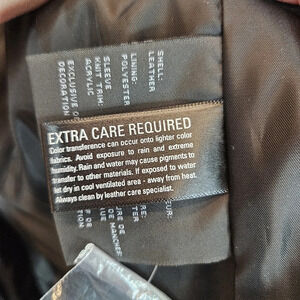 SHELL:
LEATHER
LINING:
POLYESTER
SLEEVE
KNIT TRIM:
ACRYLIC
EXCLUSIVE OF
DECORATION
EXTRA CARE REQUIRED
Color transference can occur onto lighter color
fabrics. Avoid exposure to rain and extreme
humidity. Rain and water may cause pigments to
transfer to other materials. If exposed to water
let dry in cool ventilated area - away from heat.
Always clean by leather care specialist.